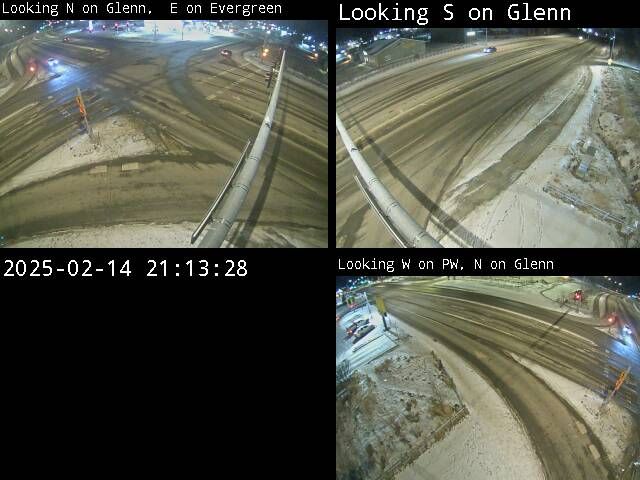 Looking N on Glenn,  E on Evergreen
Looking S on Glenn
2025-02-14 21:13:28
Looking W on PW, N on Glenn